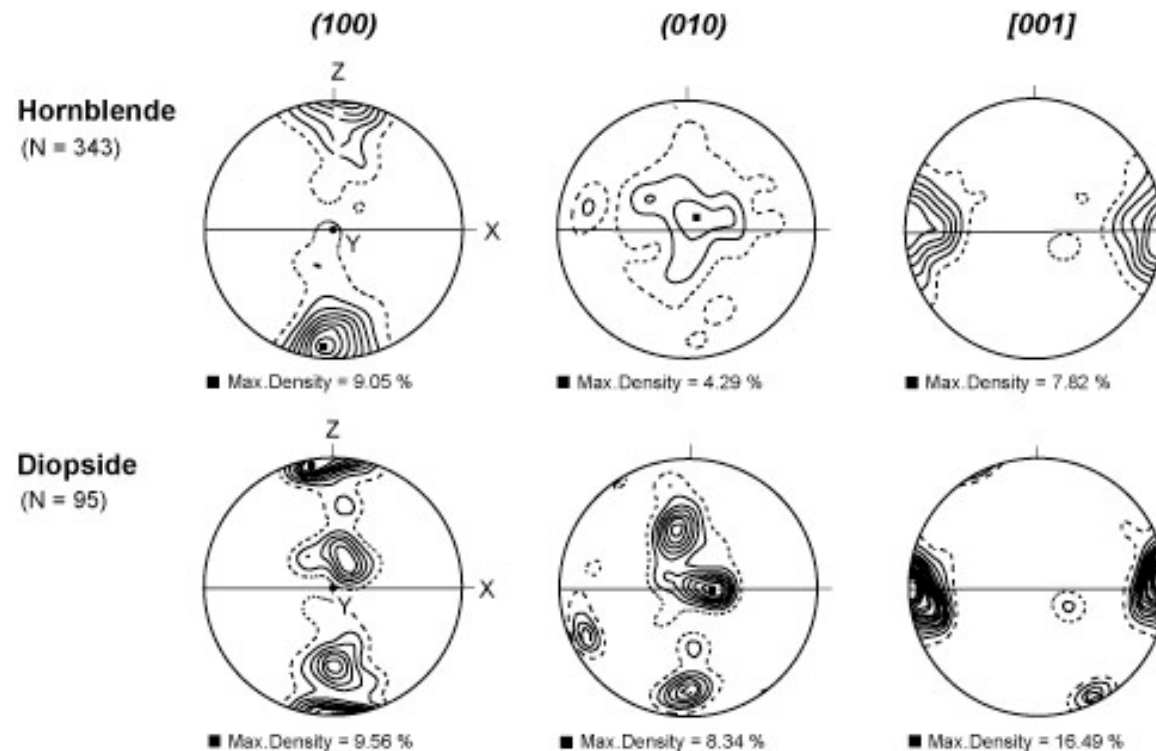 (100) (010) [001]
Z
Hornblende
(N = 343)
X
Y
■ Max.Density = 9.05 % ■ Max.Density = 4.29 % ■ Max.Density = 7.82 %
Z
Diopside
(N = 95)
X
Y
■ Max.Density = 9.56 % ■ Max.Density = 8.34 % ■ Max.Density = 16.49 %